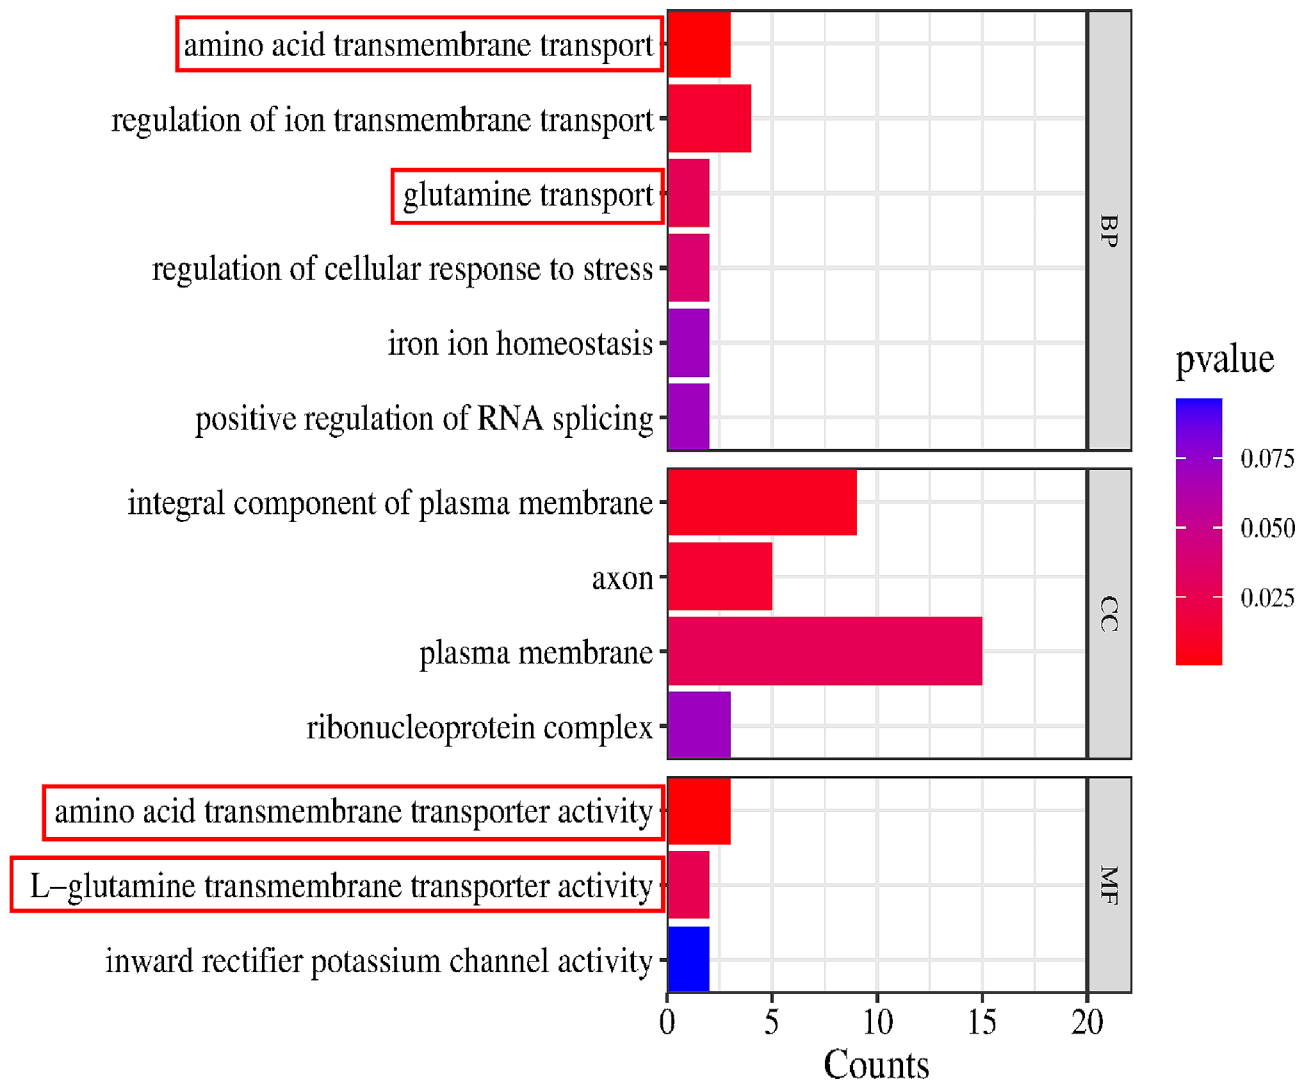 amino acid transmembrane transport
regulation of ion transmembrane transport
glutamine transport
regulation of cellular response to stress
iron ion homeostasis
positive regulation of RNA splicing
BP
integral component of plasma membrane
axon
plasma membrane
ribonucleoprotein complex
CC
amino acid transmembrane transporter activity
L−glutamine transmembrane transporter activity
inward rectifier potassium channel activity
MF
0 5 10 15 20
Counts
pvalue
0.075
0.050
0.025